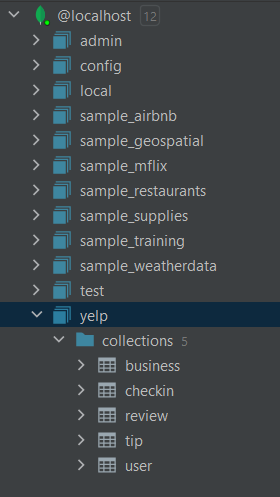 @localhost 12
admin
config
local
sample_airbnb
sample_geospatial
sample_mflix
sample_restaurants
sample_supplies
sample_training
sample_weatherdata
test
yelp
collections 5
business
checkin
review
tip
user